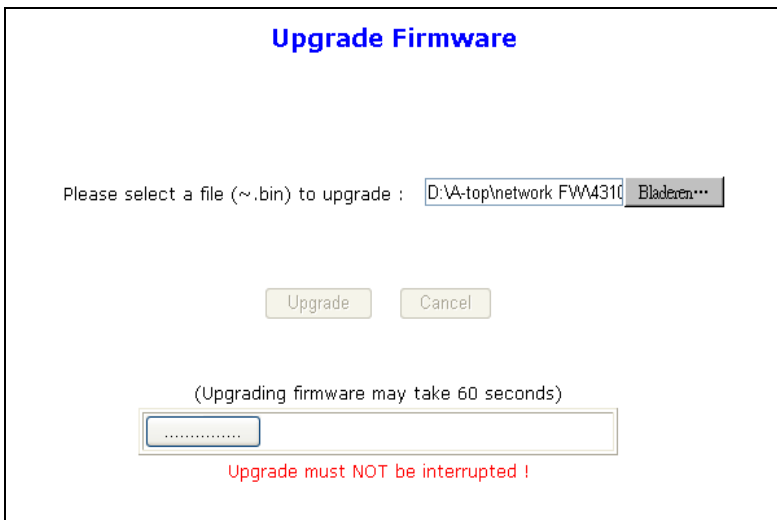 Upgrade Firmware
Please select a file (~.bin) to upgrade : D:\A-top\network FW\4310 Bladeren...
Upgrade Cancel
(Upgrading firmware may take 60 seconds)
...............
Upgrade must NOT be interrupted !